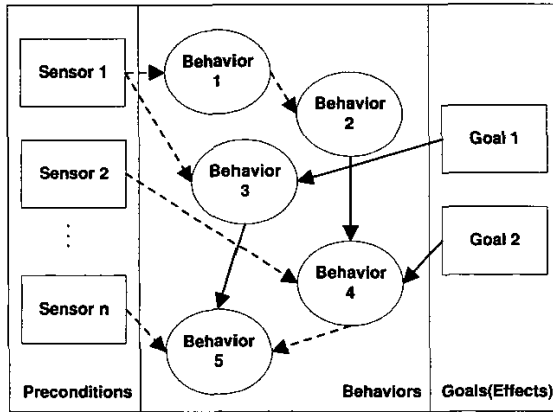 Sensor 1
Behavior
1
Behavior
2
Goal 1
Sensor 2
Behavior
3
Goal 2
Behavior
4
Sensor n
Behavior
5
Preconditions
Behaviors
Goals(Effects)